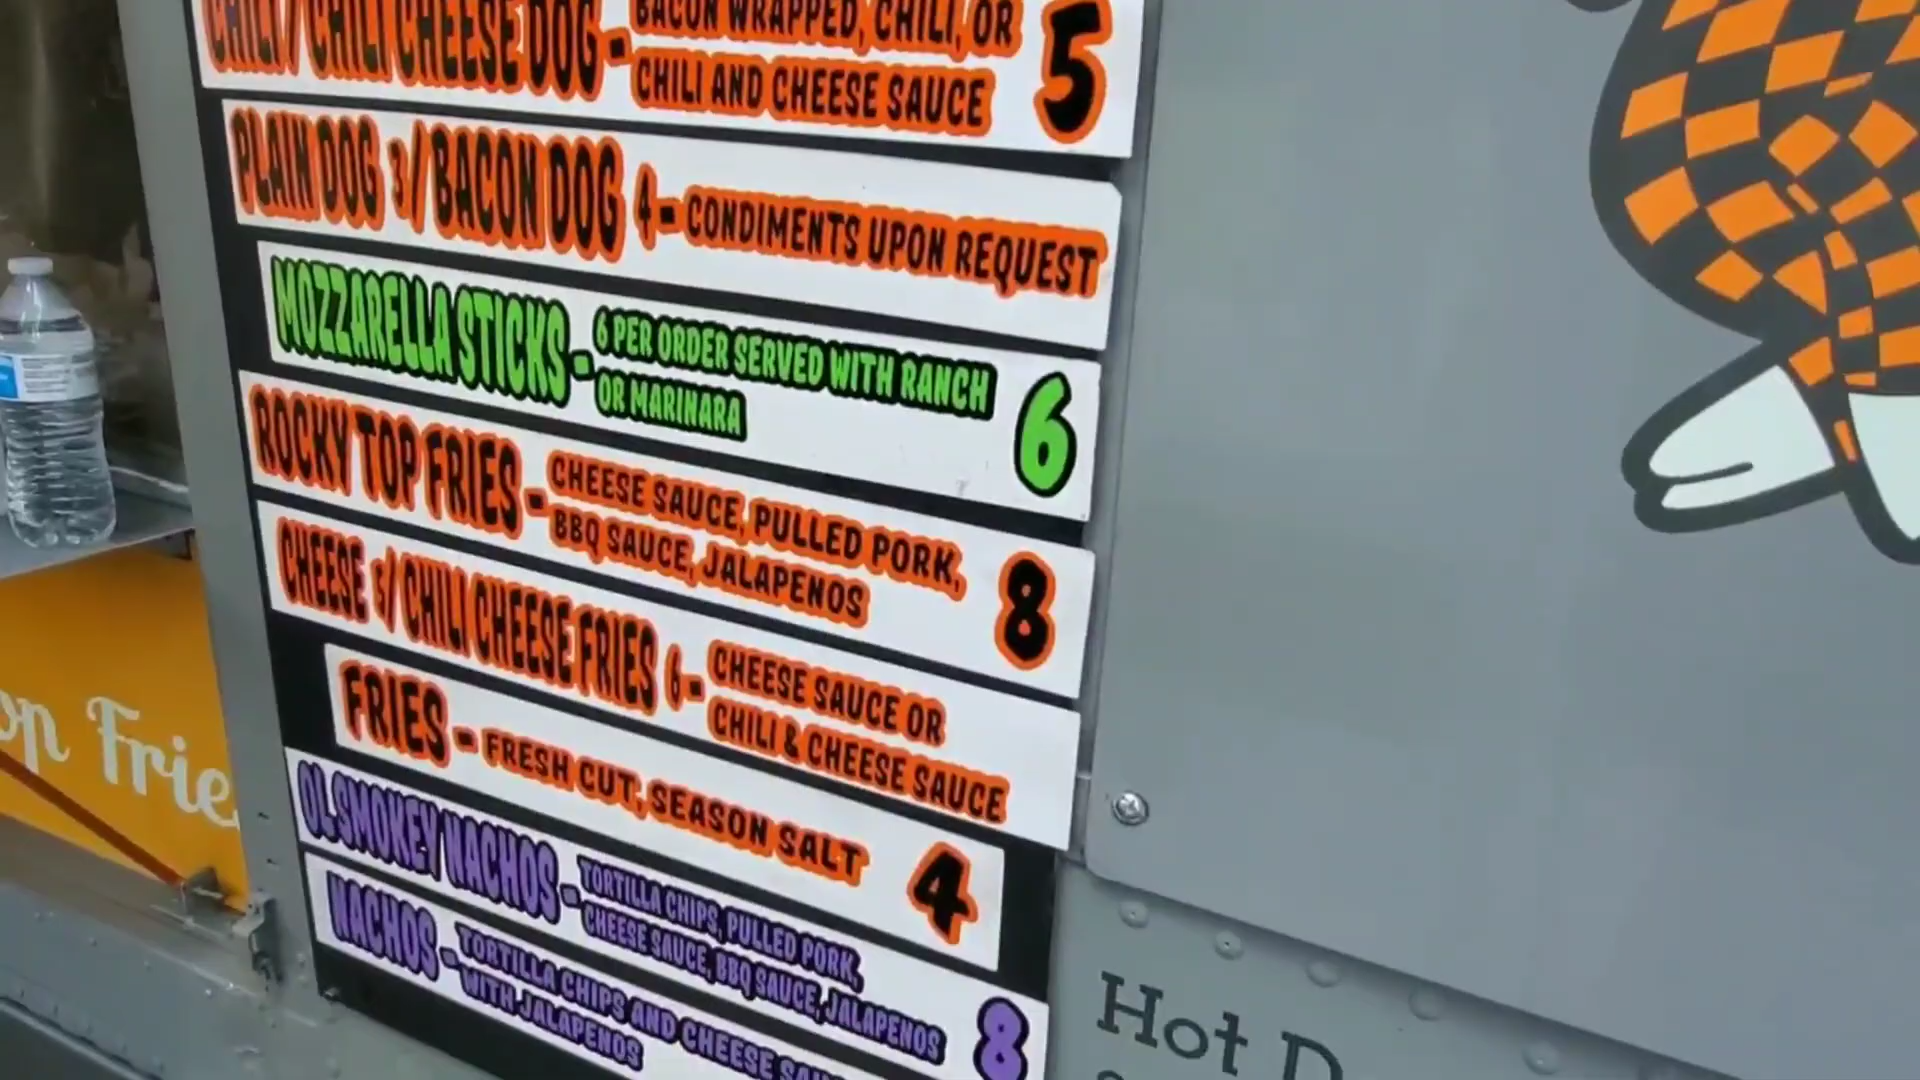 CHILI / CHILI CHEESE DOG - BACON WRAPPED, CHILI, OR
CHILI AND CHEESE SAUCE
5
PLAIN DOG 3/ BACON DOG 4- CONDIMENTS UPON REQUEST
MOZZARELLA STICKS - 6 PER ORDER SERVED WITH RANCH
OR MARINARA
6
ROCKY TOP FRIES - CHEESE SAUCE, PULLED PORK,
BBQ SAUCE, JALAPENOS
8
CHEESE 5/ CHILI CHEESE FRIES 6- CHEESE SAUCE OR
CHILI & CHEESE SAUCE
FRIES - FRESH CUT, SEASON SALT
4
OL SMOKEY NACHOS - TORTILLA CHIPS, PULLED PORK,
CHEESE SAUCE, BBQ SAUCE, JALAPENOS
8
NACHOS - TORTILLA CHIPS AND CHEESE
WITH JALAPENOS
op Frie
Hot D